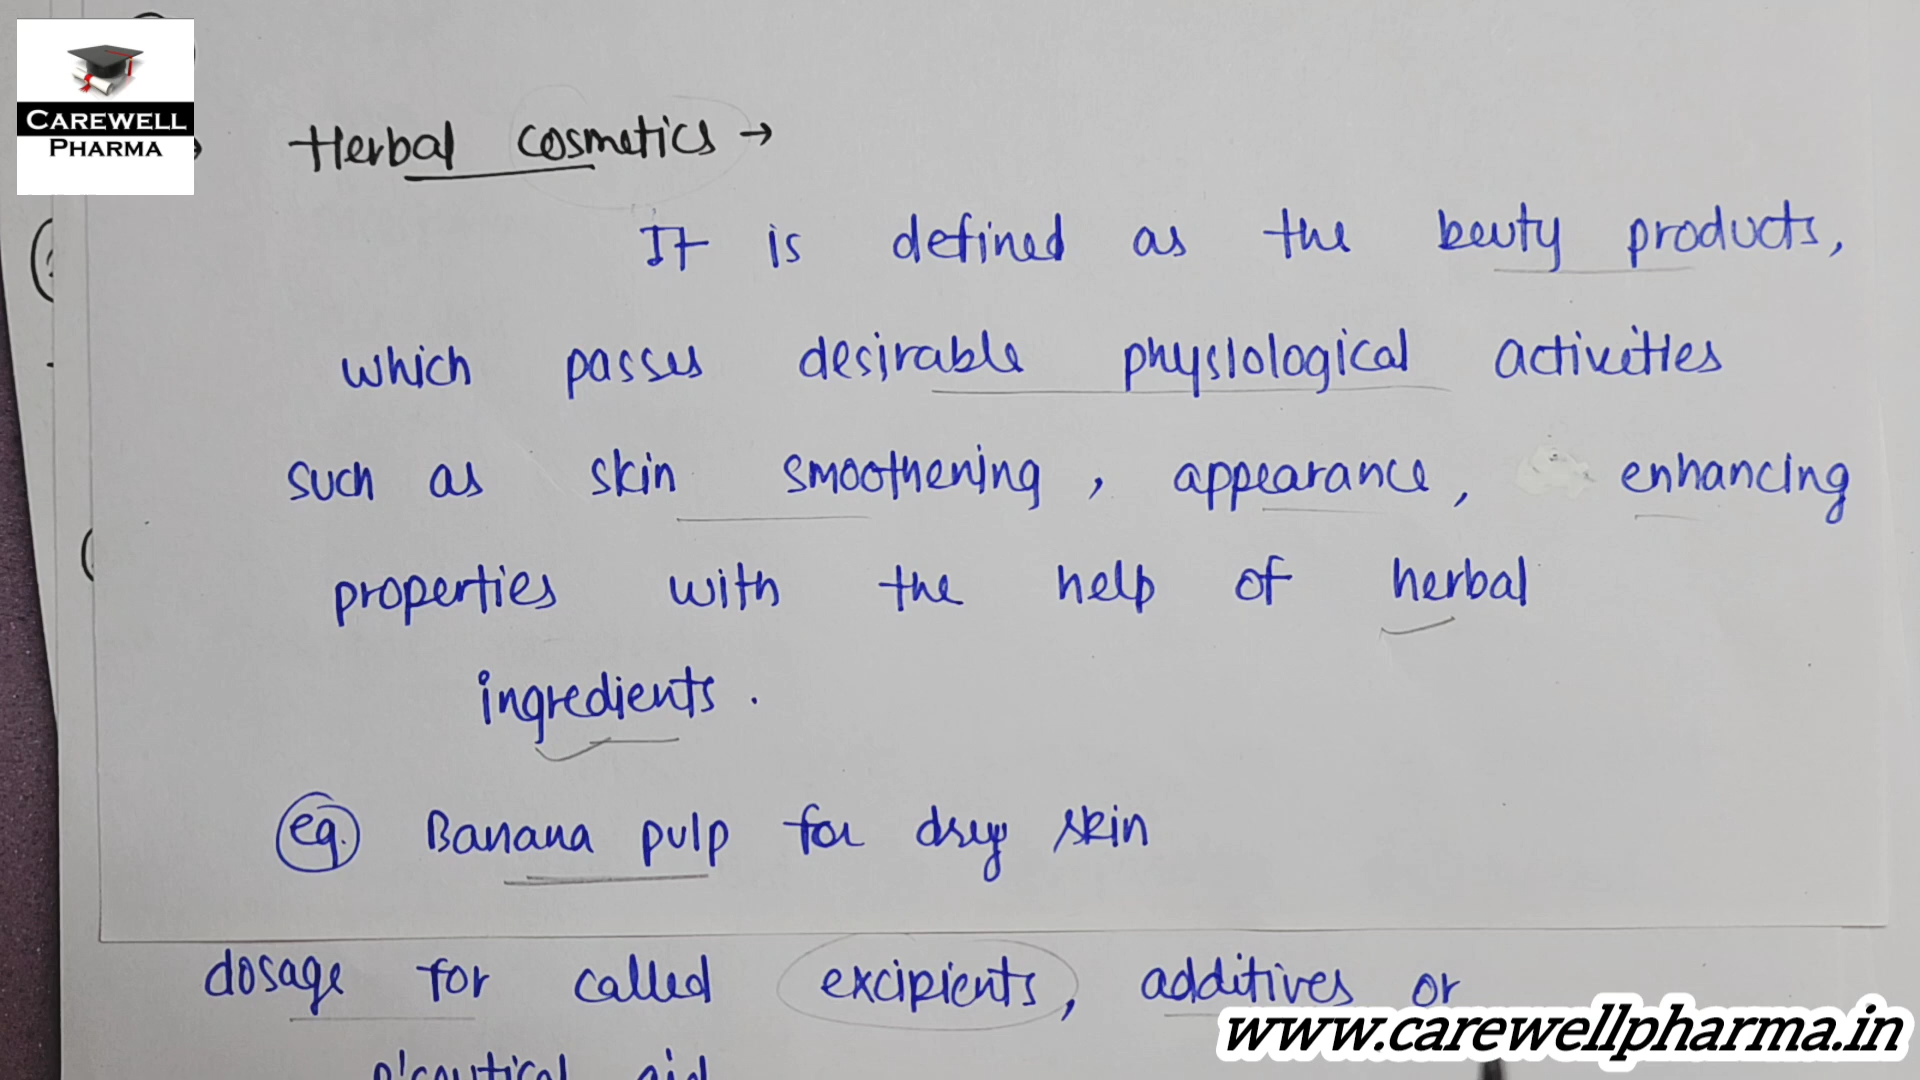 CAREWELL
PHARMA
Herbal cosmetics →
It is defined as the beuty products,
which passes desirable physiological activities
such as skin smoothening, appearance, enhancing
properties with the help of herbal
ingredients.
eg. Banana pulp for dry skin
dosage for called excipients, additives or
p'ceutical aid
www.carewellpharma.in